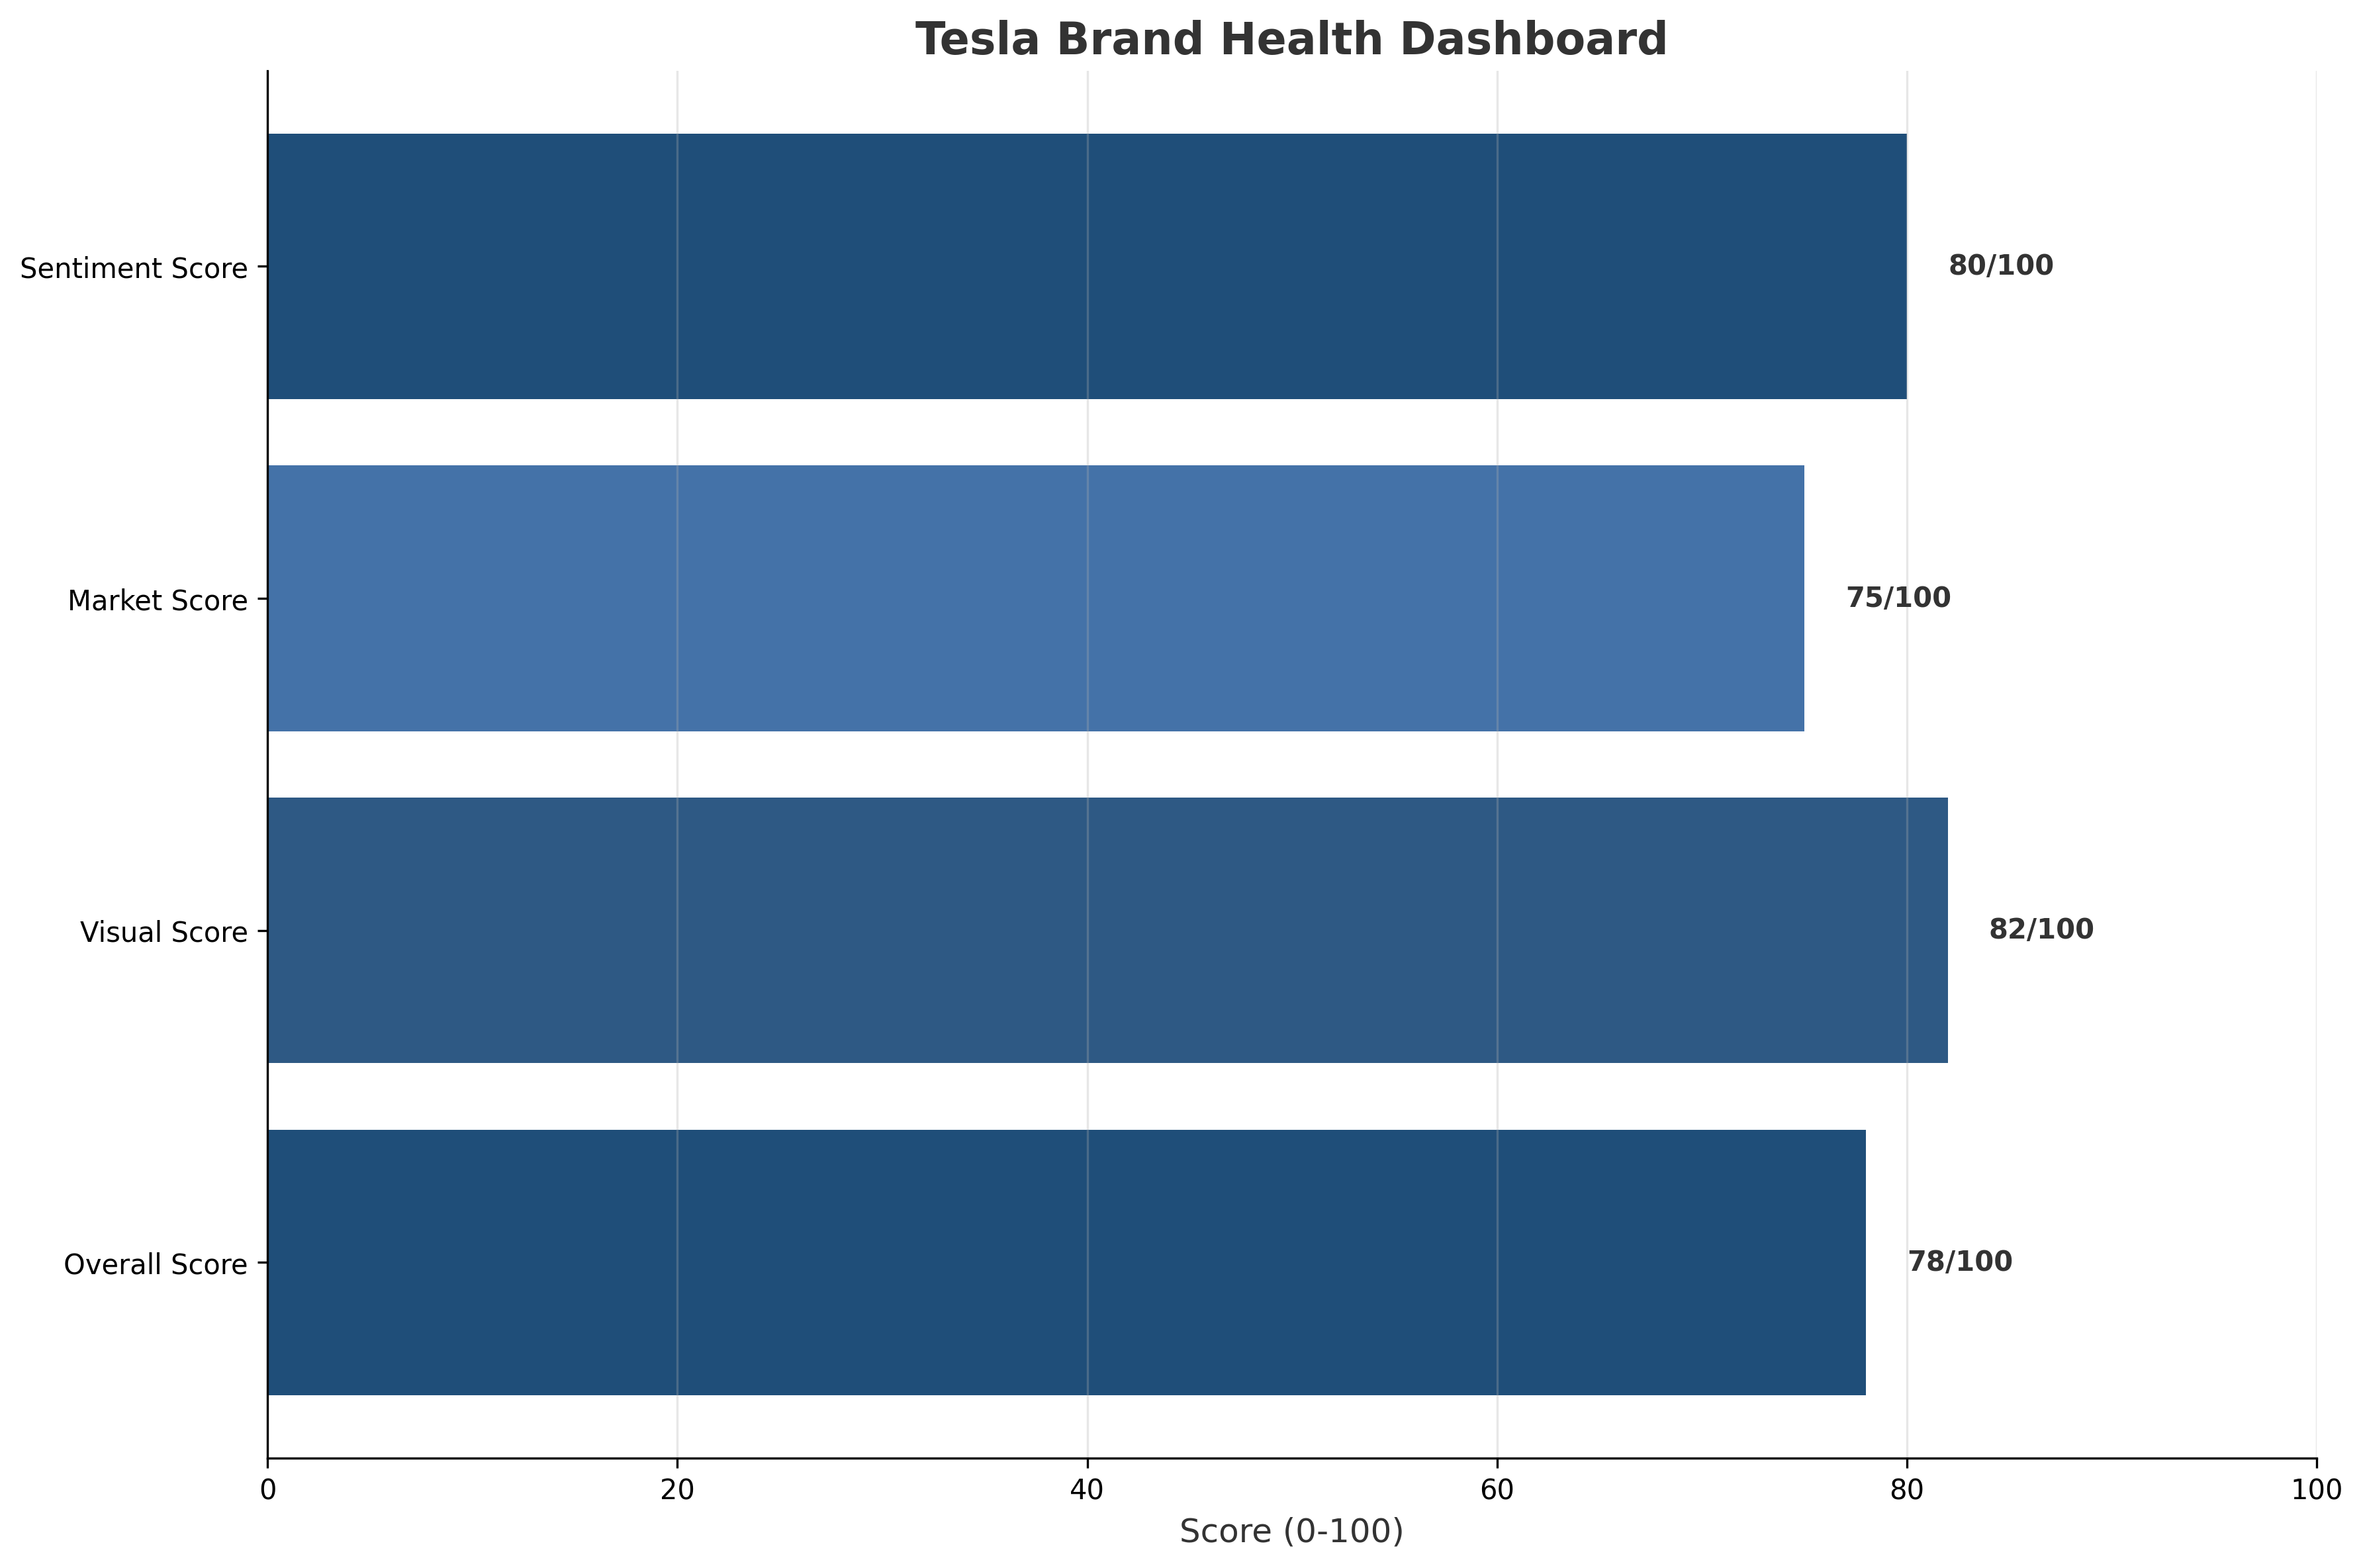 Tesla Brand Health Dashboard
Sentiment Score
80/100
Market Score
75/100
Visual Score
82/100
Overall Score
78/100
0 20 40 60 80 100
Score (0-100)